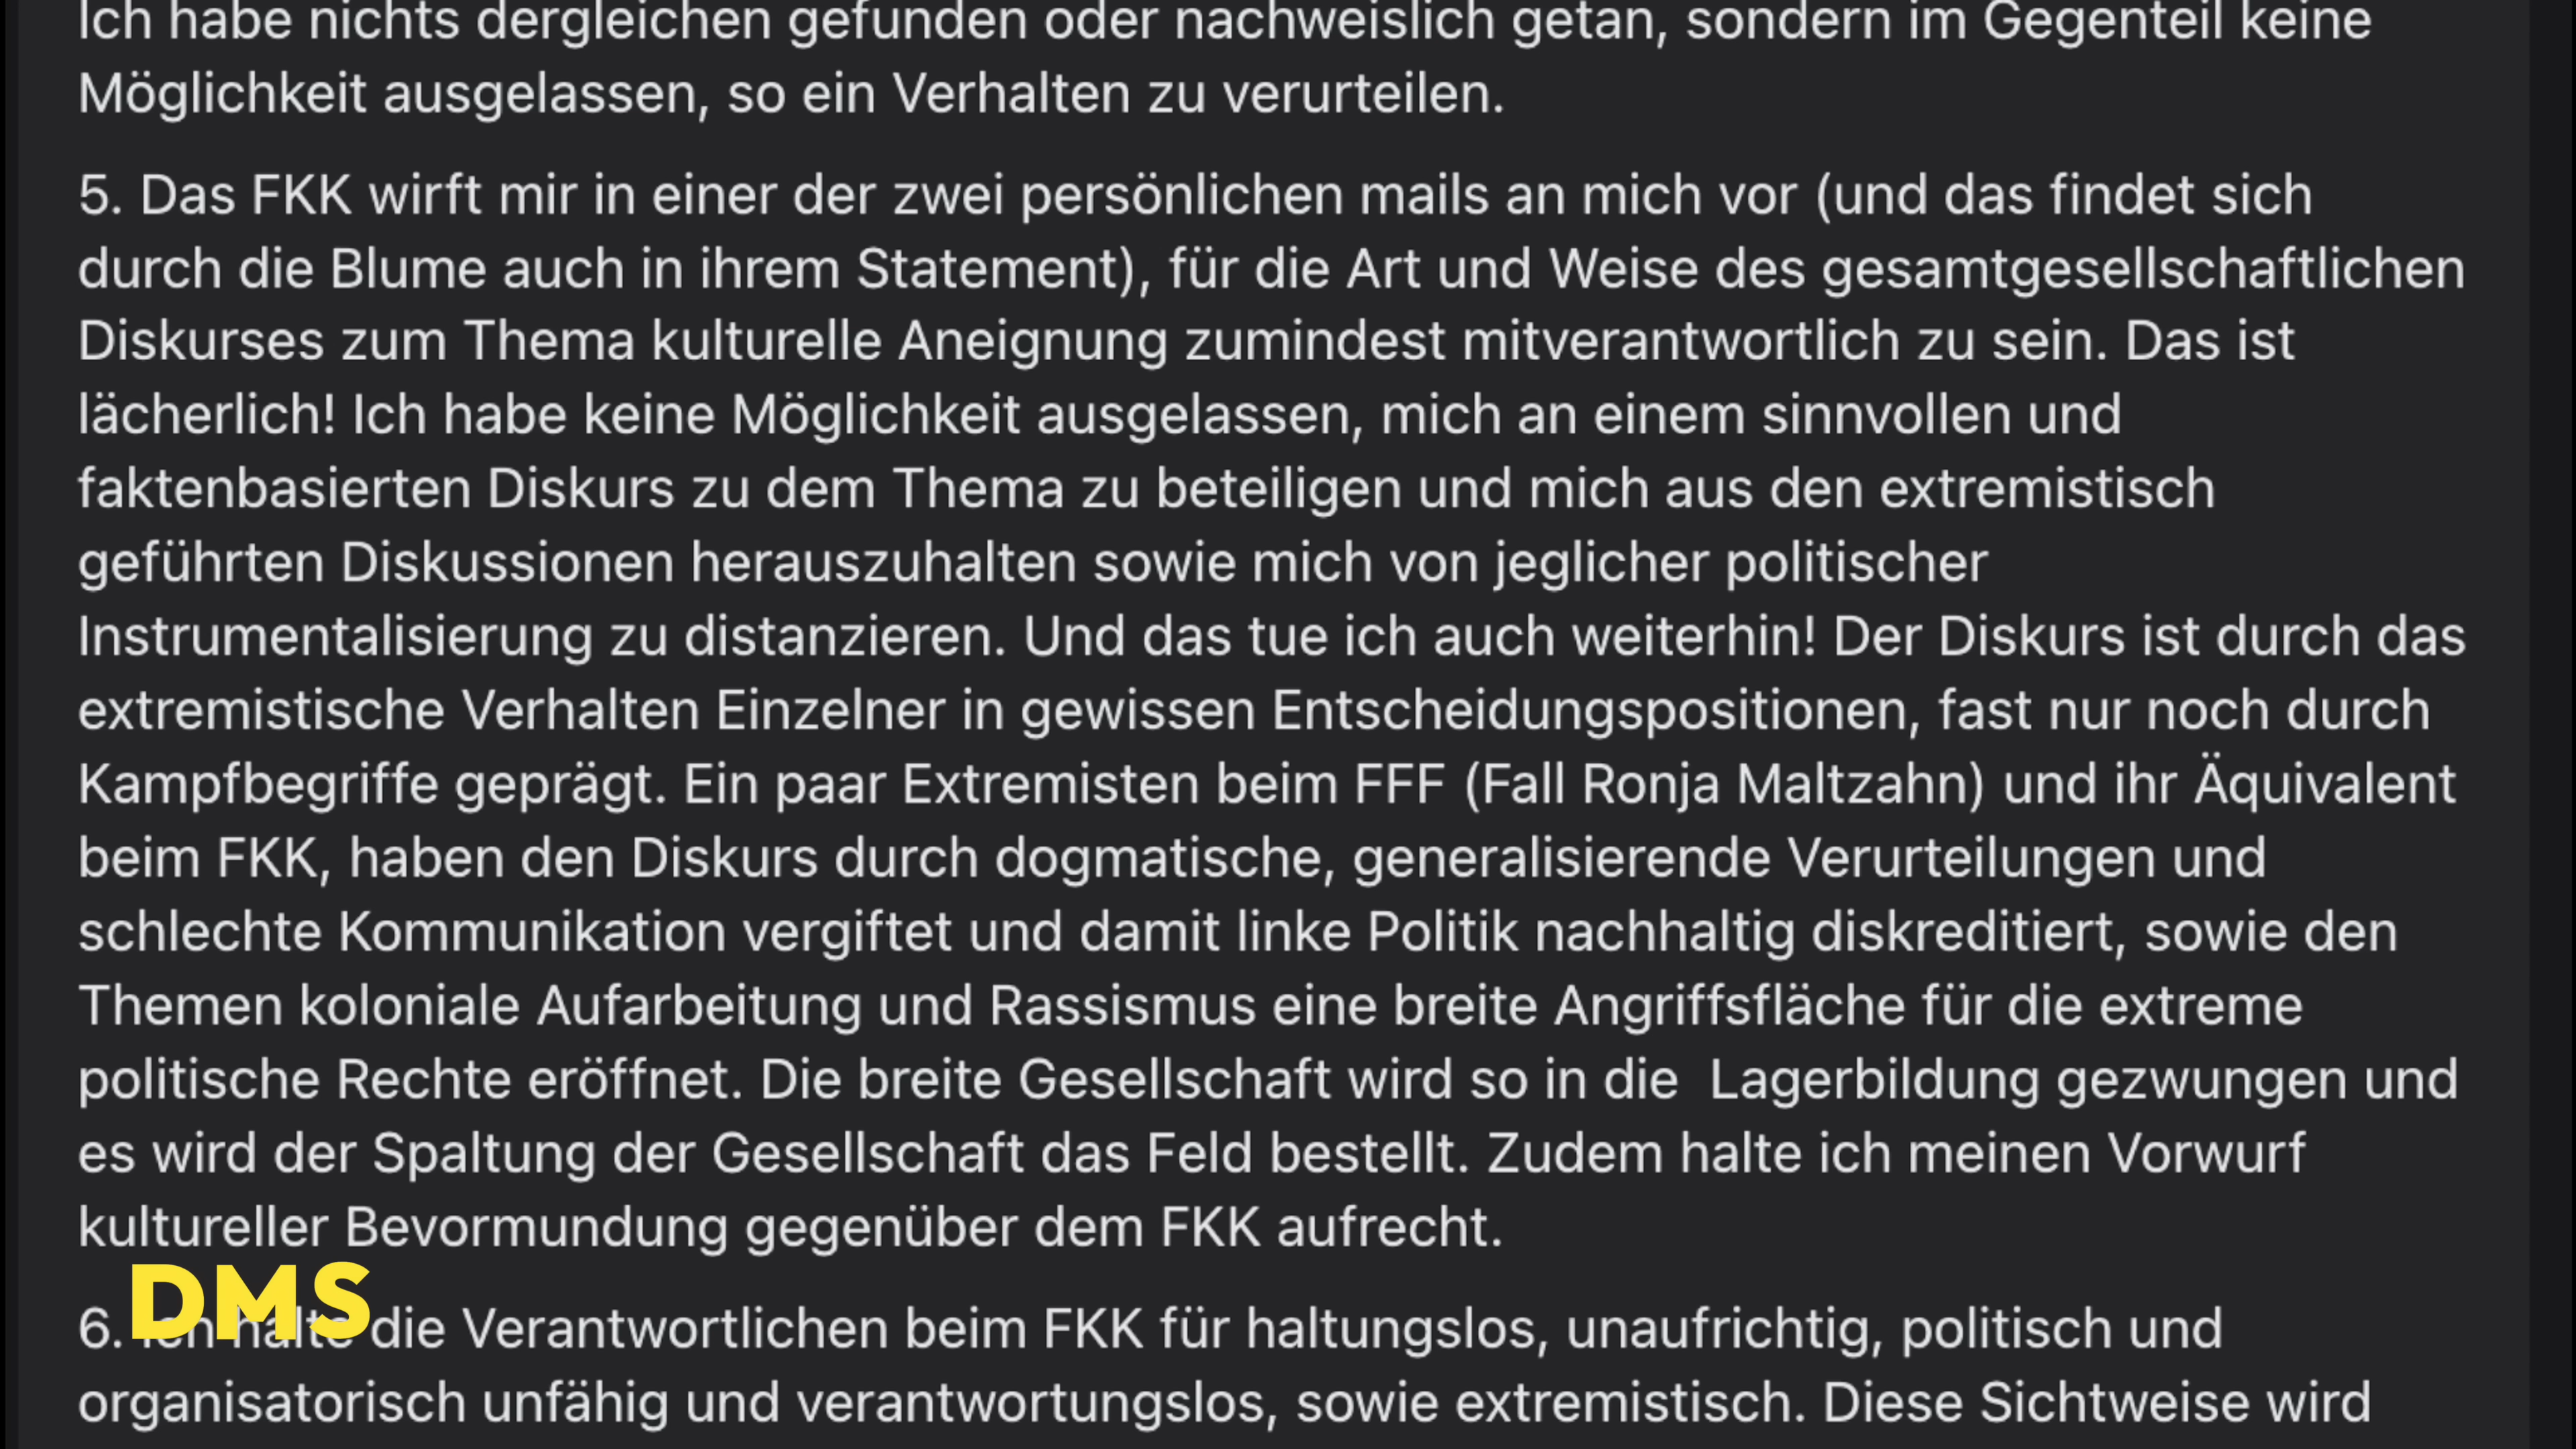 Ich habe nichts dergleichen gefunden oder nachweislich getan, sondern im Gegenteil keine
Möglichkeit ausgelassen, so ein Verhalten zu verurteilen.
5. Das FKK wirft mir in einer der zwei persönlichen mails an mich vor (und das findet sich
durch die Blume auch in ihrem Statement), für die Art und Weise des gesamtgesellschaftlichen
Diskurses zum Thema kulturelle Aneignung zumindest mitverantwortlich zu sein. Das ist
lächerlich! Ich habe keine Möglichkeit ausgelassen, mich an einem sinnvollen und
faktenbasierten Diskurs zu dem Thema zu beteiligen und mich aus den extremistisch
geführten Diskussionen herauszuhalten sowie mich von jeglicher politischer
Instrumentalisierung zu distanzieren. Und das tue ich auch weiterhin! Der Diskurs ist durch das
extremistische Verhalten Einzelner in gewissen Entscheidungspositionen, fast nur noch durch
Kampfbegriffe geprägt. Ein paar Extremisten beim FFF (Fall Ronja Maltzahn) und ihr Äquivalent
beim FKK, haben den Diskurs durch dogmatische, generalisierende Verurteilungen und
schlechte Kommunikation vergiftet und damit linke Politik nachhaltig diskreditiert, sowie den
Themen koloniale Aufarbeitung und Rassismus eine breite Angriffsfläche für die extreme
politische Rechte eröffnet. Die breite Gesellschaft wird so in die Lagerbildung gezwungen und
es wird der Spaltung der Gesellschaft das Feld bestellt. Zudem halte ich meinen Vorwurf
kultureller Bevormundung gegenüber dem FKK aufrecht.
DMS
6. Ich halte die Verantwortlichen beim FKK für haltungslos, unaufrichtig, politisch und
organisatorisch unfähig und verantwortungslos, sowie extremistisch. Diese Sichtweise wird